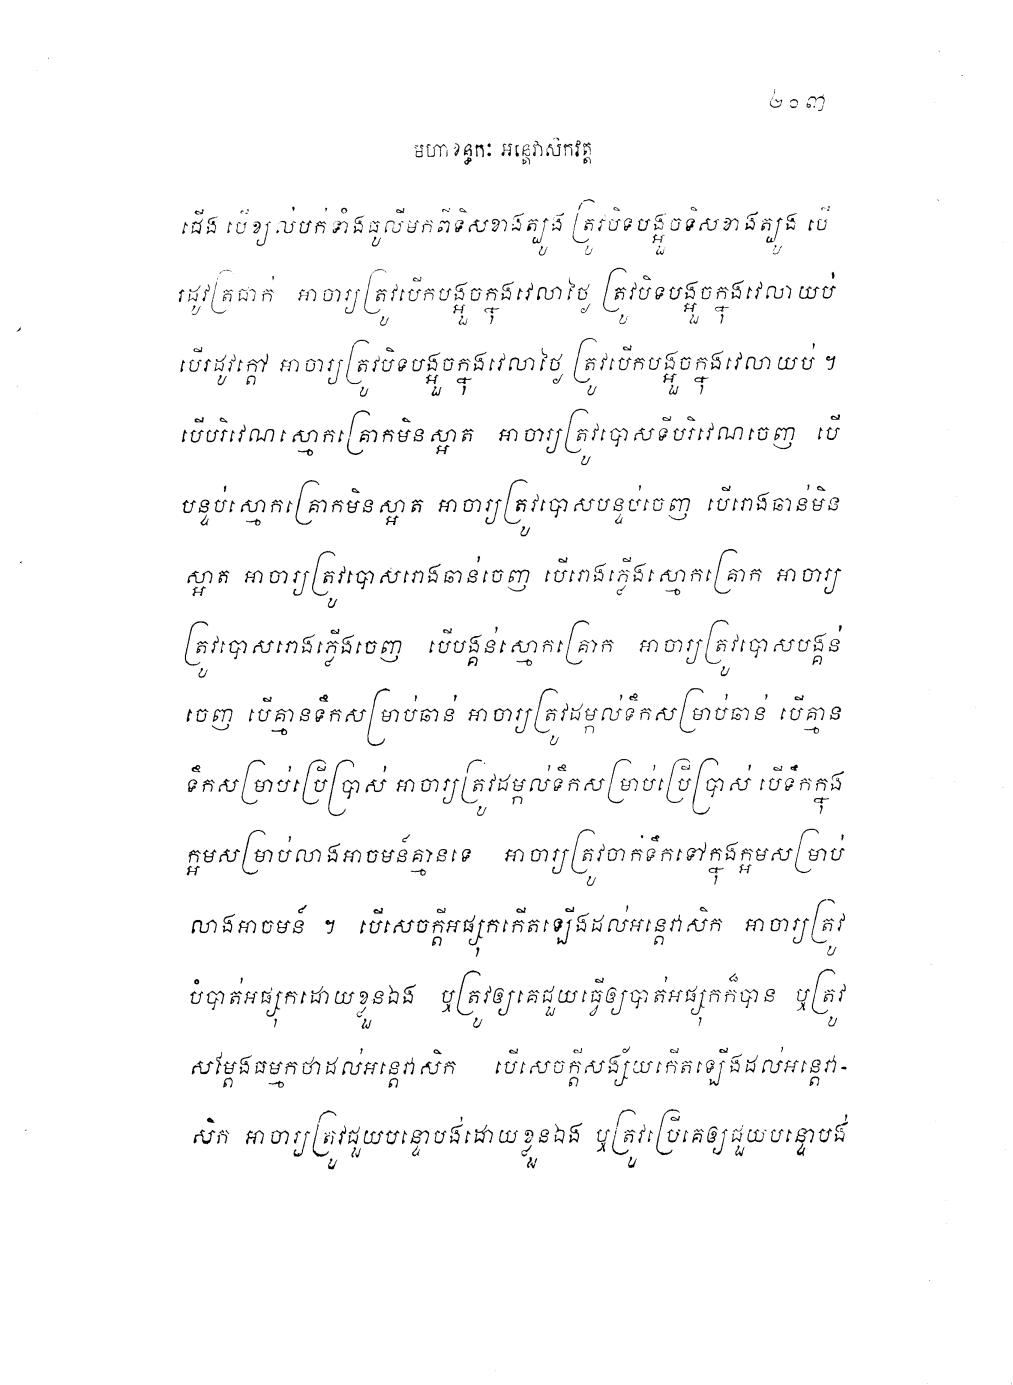 ២០៣
មហាខន្ធកៈ អន្តេវាសិកវត្ត
ជើង បើខ្យល់បក់ទាំងធូលីមកពីទិសខាងត្បូង ត្រូវបិទបង្អួចទិសខាងត្បូង បើ
រដូវត្រជាក់ អាចារ្យត្រូវបើកបង្អួចក្នុងវេលាថ្ងៃ ត្រូវបិទបង្អួចក្នុងវេលាយប់
បើរដូវក្តៅ អាចារ្យត្រូវបិទបង្អួចក្នុងវេលាថ្ងៃ ត្រូវបើកបង្អួចក្នុងវេលាយប់ ។
បើបរិវេណស្មោកគ្រោកមិនស្អាត អាចារ្យត្រូវបោសទីបរិវេណចេញ បើ
បន្ទប់ស្មោកគ្រោកមិនស្អាត អាចារ្យត្រូវបោសបន្ទប់ចេញ បើរោងឆាន់មិន
ស្អាត អាចារ្យត្រូវបោសរោងឆាន់ចេញ បើរោងភ្លើងស្មោកគ្រោក អាចារ្យ
ត្រូវបោសរោងភ្លើងចេញ បើបង្គន់ស្មោកគ្រោក អាចារ្យត្រូវបោសបង្គន់
ចេញ បើគ្មានទឹកសម្រាប់ឆាន់ អាចារ្យត្រូវដម្កល់ទឹកសម្រាប់ឆាន់ បើគ្មាន
ទឹកសម្រាប់ប្រើប្រាស់ អាចារ្យត្រូវដម្កល់ទឹកសម្រាប់ប្រើប្រាស់ បើទឹកក្នុង
ក្អមសម្រាប់លាងអាចមន៍គ្មានទេ អាចារ្យត្រូវចាក់ទឹកទៅក្នុងក្អមសម្រាប់
លាងអាចមន៍ ។ បើសេចក្តីអផ្សុកកើតឡើងដល់អន្តេវាសិក អាចារ្យត្រូវ
បំបាត់អផ្សុកដោយខ្លួនឯង ឬត្រូវឲ្យគេជួយធ្វើឲ្យបាត់អផ្សុកក៏បាន ឬត្រូវ
សម្តែងធម្មកថាដល់អន្តេវាសិក បើសេចក្តីសង្ស័យកើតឡើងដល់អន្តេវា-
សិក អាចារ្យត្រូវជួយបន្ទោបង់ដោយខ្លួនឯង ឬត្រូវប្រើគេឲ្យជួយបន្ទោបង់